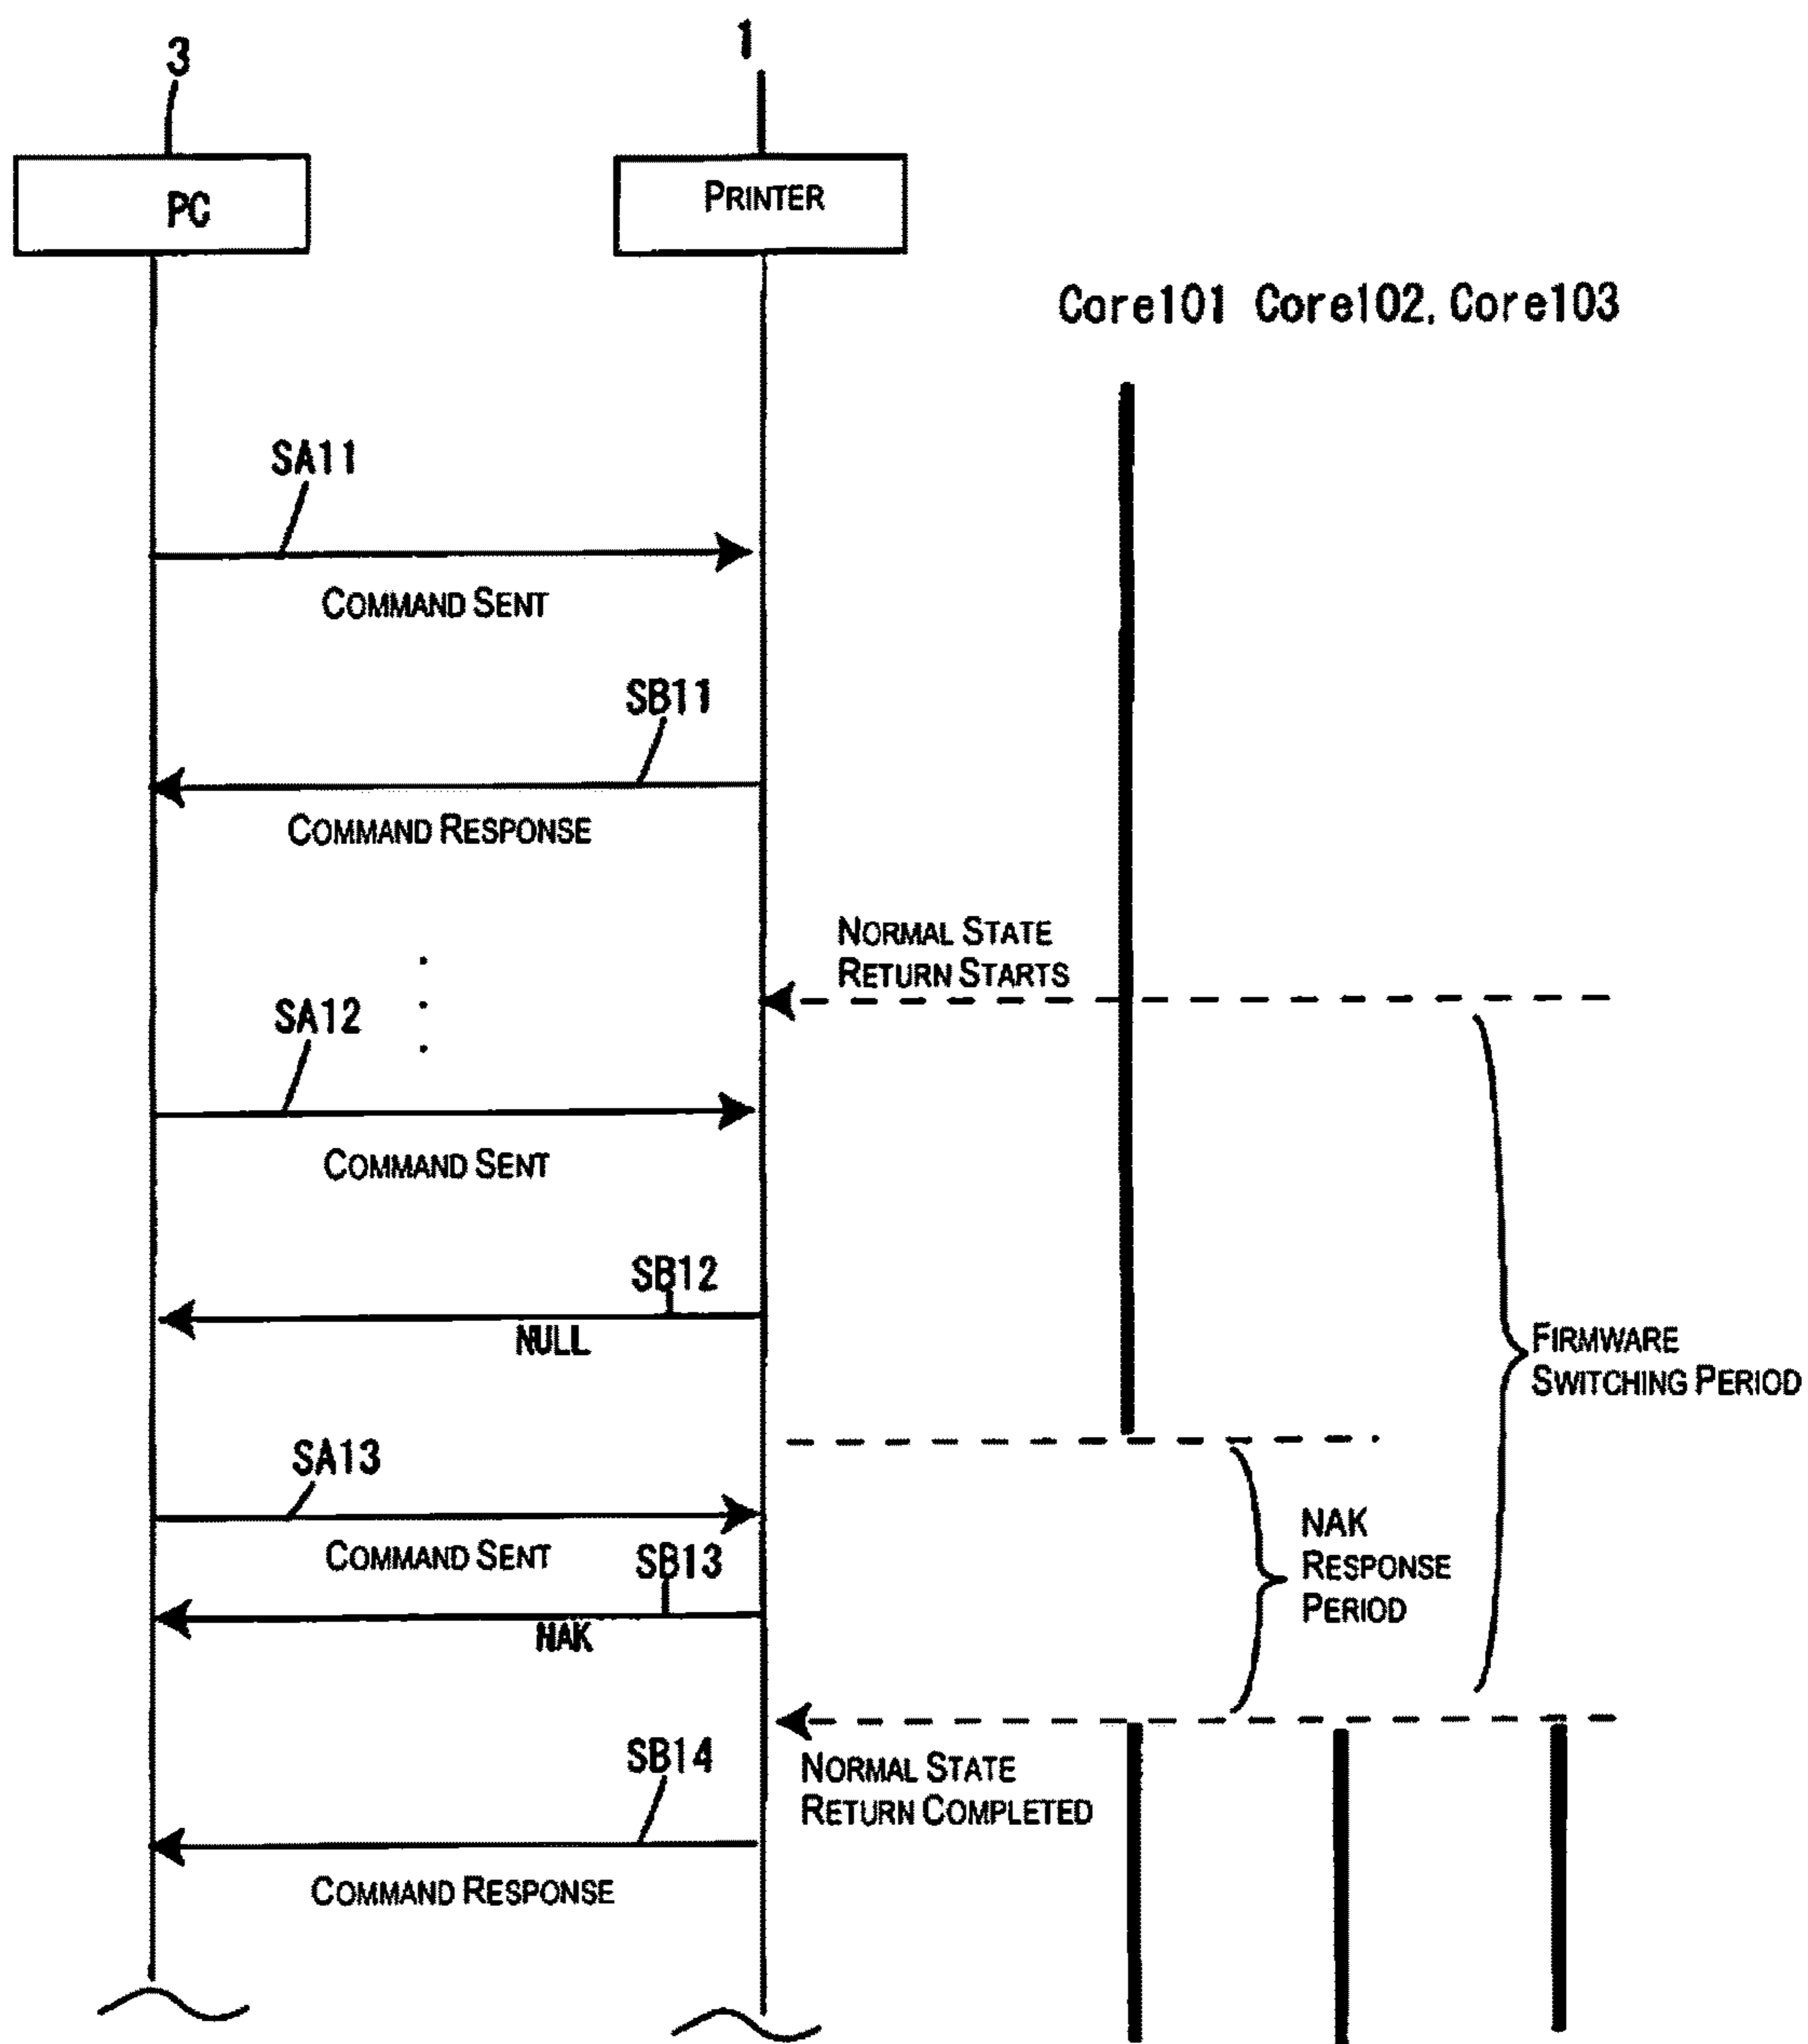 3
1
PC
PRINTER
Core101 Core102, Core103
SA11
COMMAND SENT
SB11
COMMAND RESPONSE
NORMAL STATE
RETURN STARTS
SA12
COMMAND SENT
SB12
NULL
FIRMWARE
SWITCHING PERIOD
SA13
COMMAND SENT
NAK
RESPONSE
PERIOD
SB13
NAK
NORMAL STATE
RETURN COMPLETED
SB14
COMMAND RESPONSE